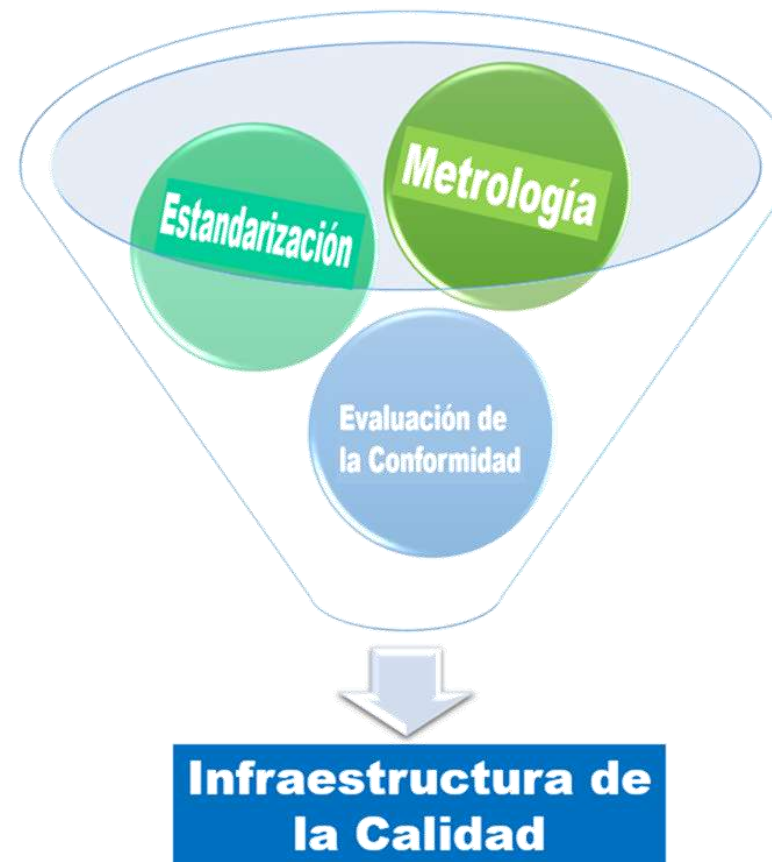 Estandarización
Metrología
Evaluación de
la Conformidad
Infraestructura de
la Calidad